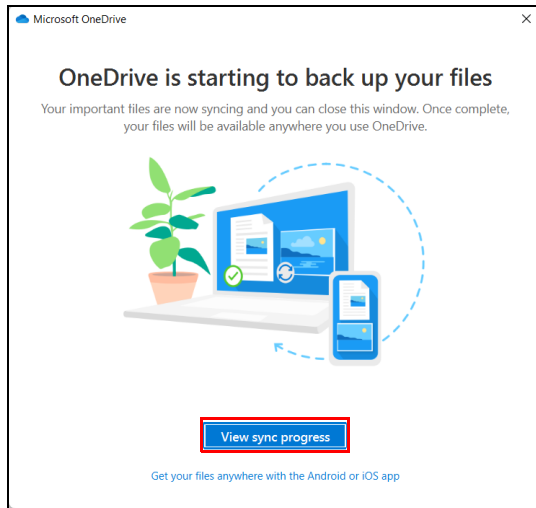 Microsoft OneDrive
OneDrive is starting to back up your files
Your important files are now syncing and you can close this window. Once complete,
your files will be available anywhere you use OneDrive.
View sync progress
Get your files anywhere with the Android or iOS app